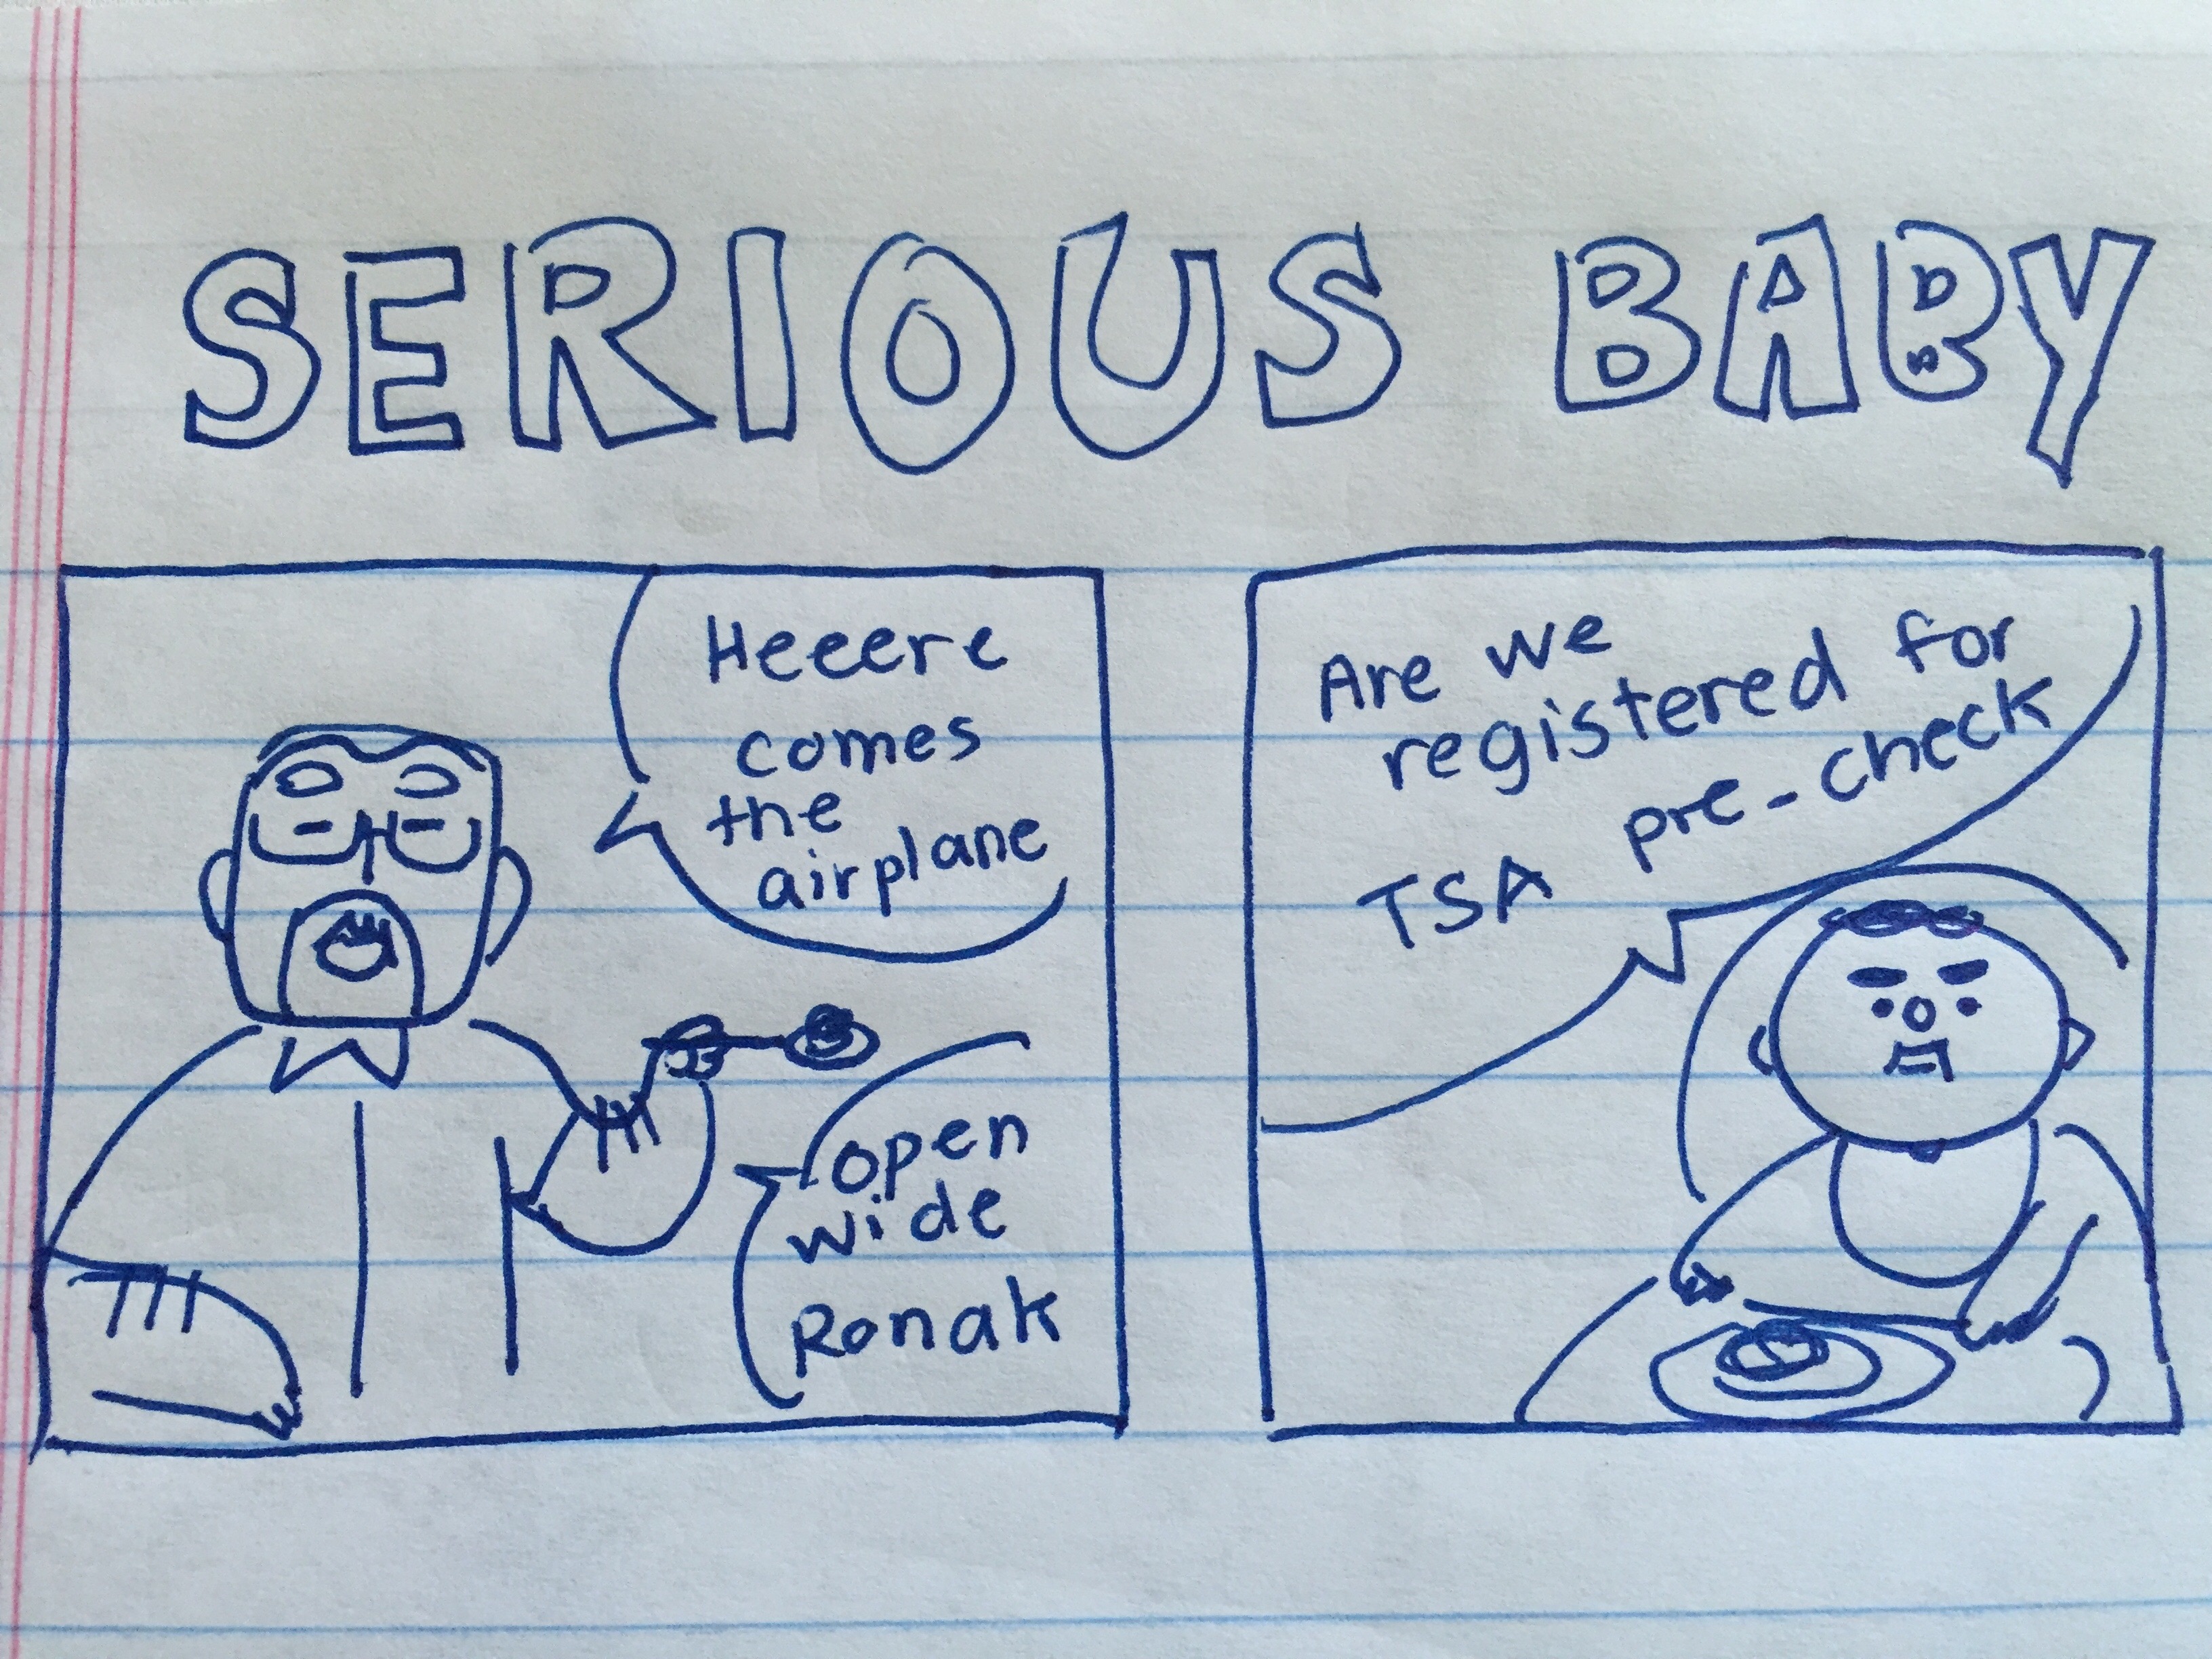 SERIOUS BABY
Heeere
comes
the
airplane
open
wide
Ronak
Are we
registered for
TSA pre-check